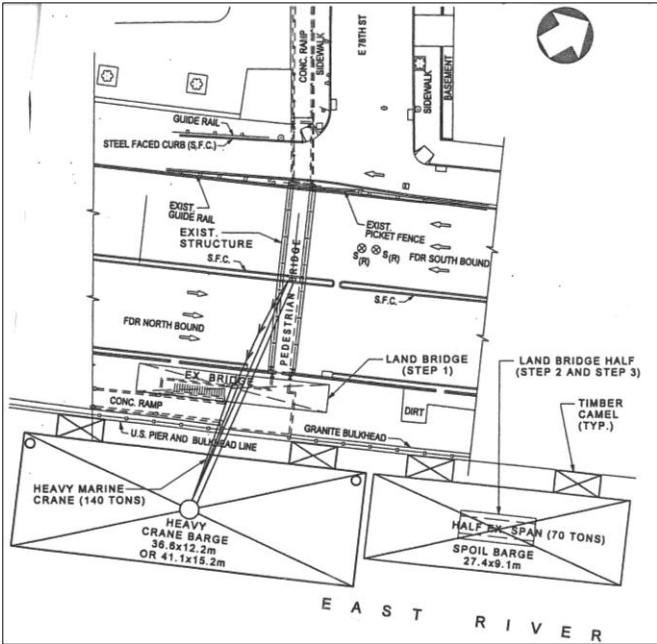 CONC. RAMP
SIDEWALK
E 78TH ST
SIDEWALK
BASEMENT
GUIDE RAIL
STEEL FACED CURB (S.F.C.)
EXIST.
GUIDE RAIL
EXIST.
STRUCTURE
EXIST.
PICKET FENCE
S(R)
S(R)
FDR SOUTH BOUND
S.F.C.
S.F.C.
PEDESTRIAN BRIDGE
FDR NORTH BOUND
LAND BRIDGE
(STEP 1)
LAND BRIDGE HALF
(STEP 2 AND STEP 3)
EX BRIDGE
CONC. RAMP
DIRT
TIMBER
CAMEL
(TYP.)
U.S. PIER AND BULKHEAD LINE
GRANITE BULKHEAD
HEAVY MARINE
CRANE (140 TONS)
HEAVY
CRANE BARGE
36.6x12.2m
OR 41.1x15.2m
HALF EX. SPAN (70 TONS)
SPOIL BARGE
27.4x9.1m
EAST RIVER